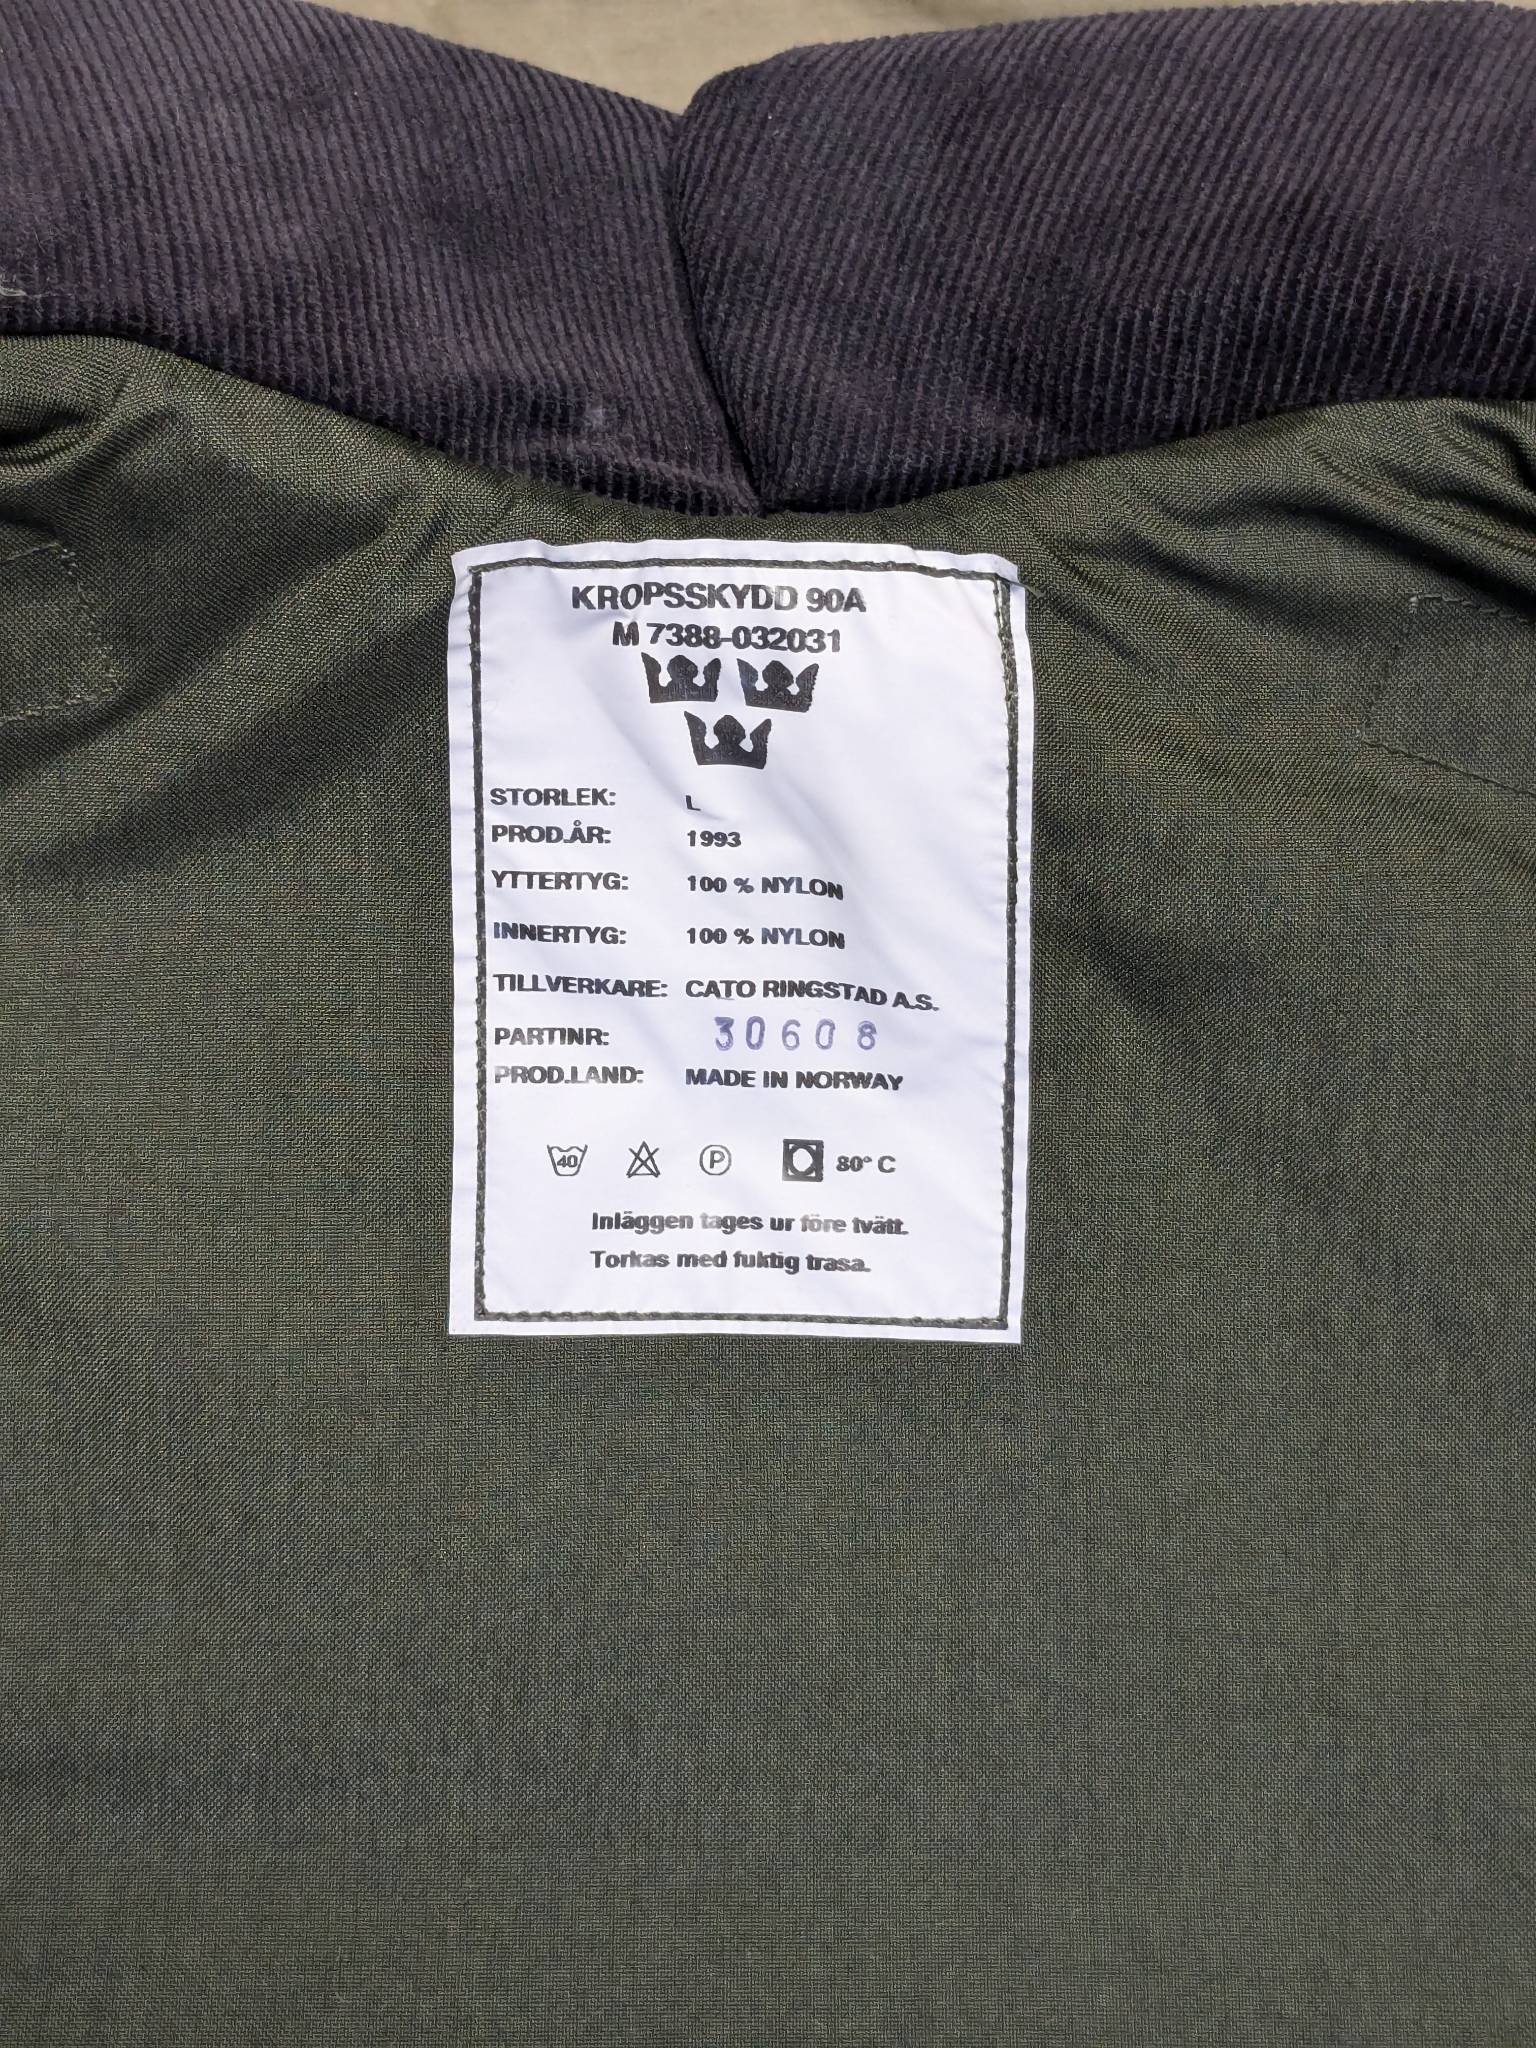 KROPSSKYDD 90A
M 7388-032031
STORLEK: L
PROD.ÅR: 1993
YTTERTYG: 100 % NYLON
INNERTYG: 100 % NYLON
TILLVERKARE: CATO RINGSTAD A.S.
PARTINR: 30608
PROD.LAND: MADE IN NORWAY
40 P 80° C
Inläggen tages ur före tvätt.
Torkas med fuktig trasa.